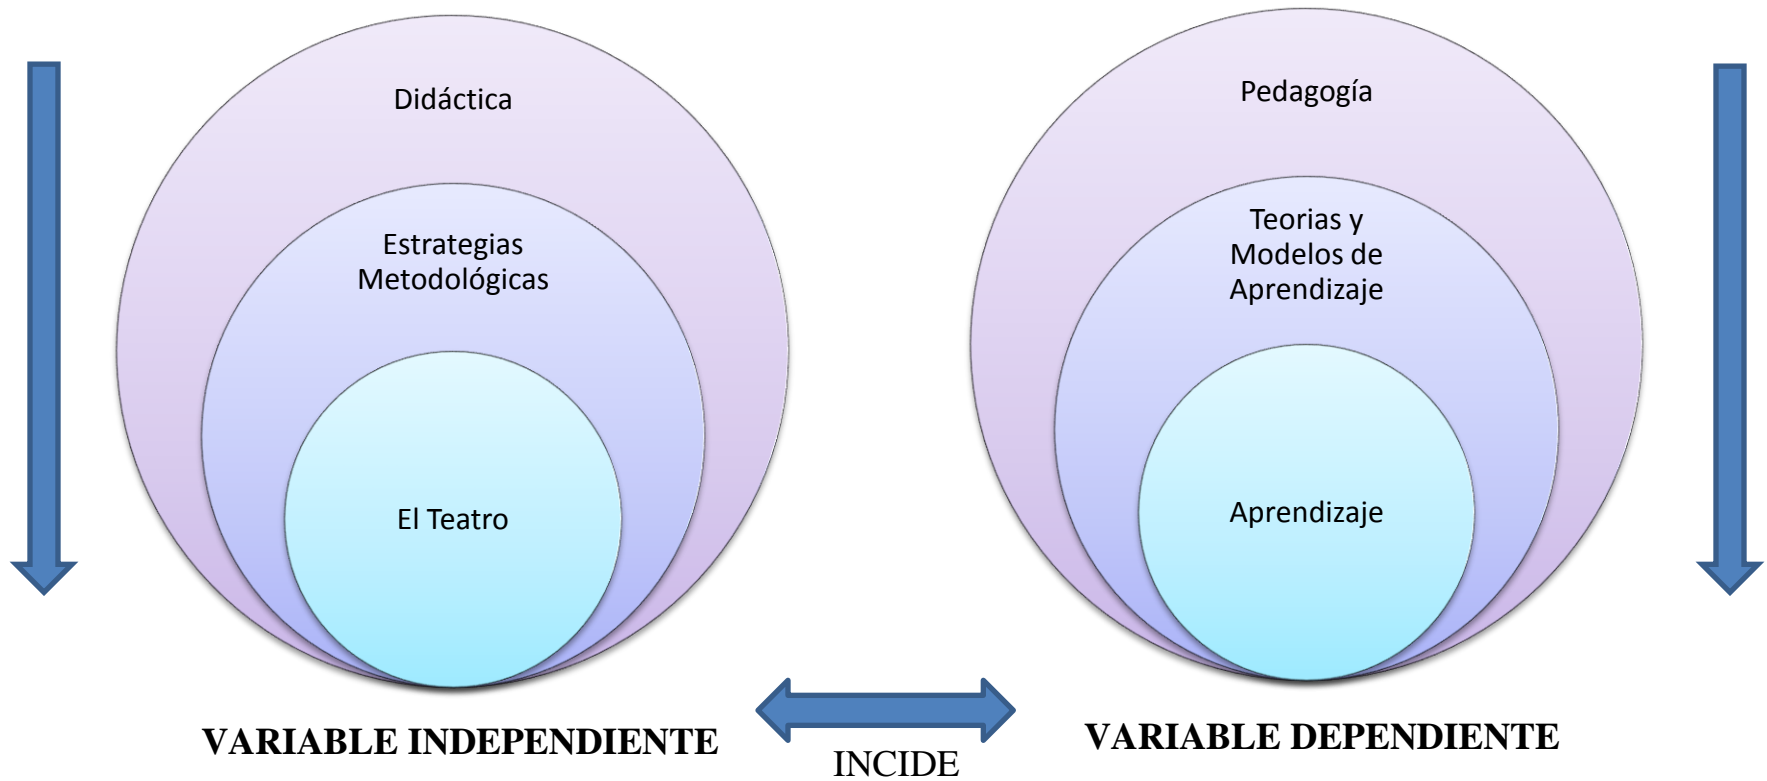 Didáctica
Estrategias
Metodológicas
El Teatro
VARIABLE INDEPENDIENTE
INCIDE
Pedagogía
Teorias y
Modelos de
Aprendizaje
Aprendizaje
VARIABLE DEPENDIENTE